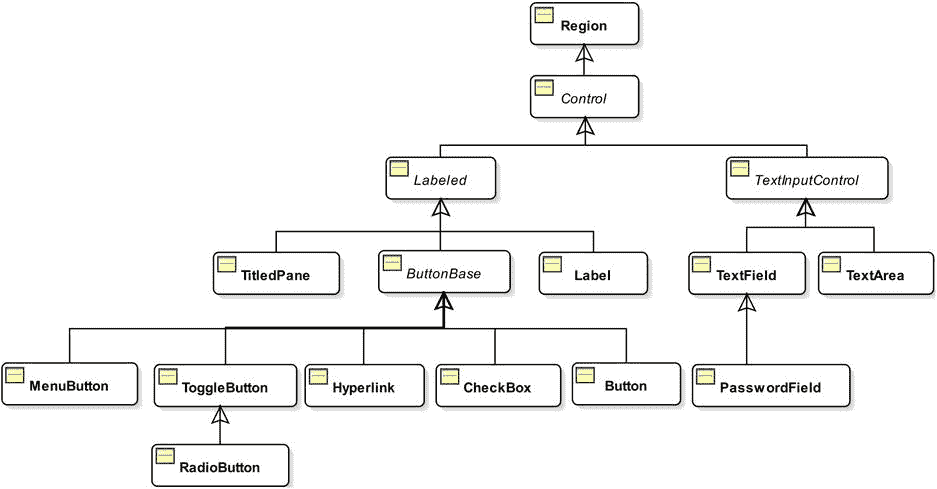 Region
Control
Labeled
TextInputControl
TitledPane
ButtonBase
Label
TextField
TextArea
MenuButton
ToggleButton
Hyperlink
CheckBox
Button
PasswordField
RadioButton